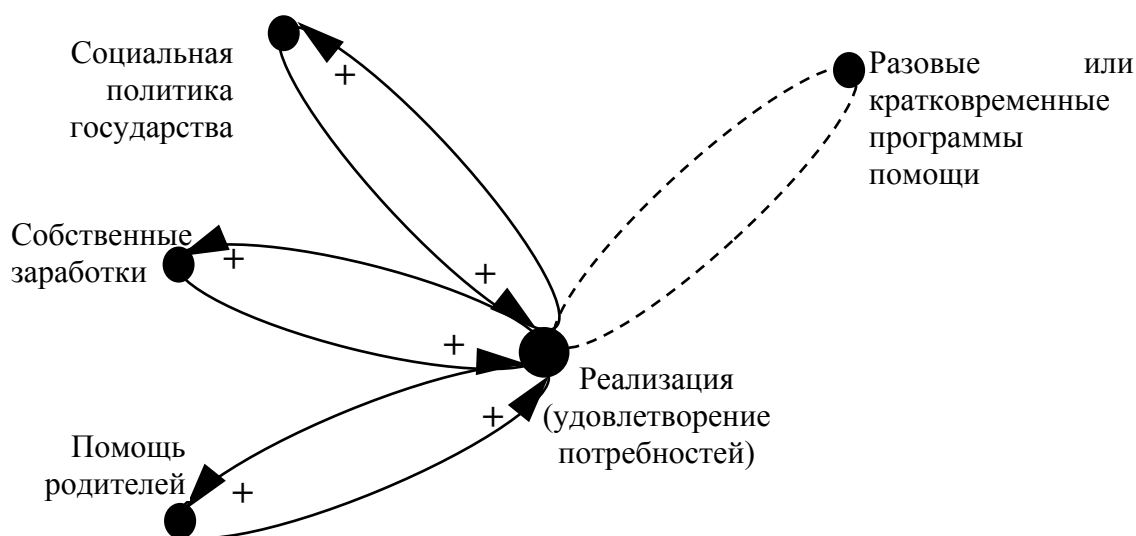 Социальная
политика
государства
+
Разовые или
кратковременные
программы
помощи
Собственные
заработки
+
+
+
Реализация
(удовлетворение
потребностей)
+
Помощь
родителей
+